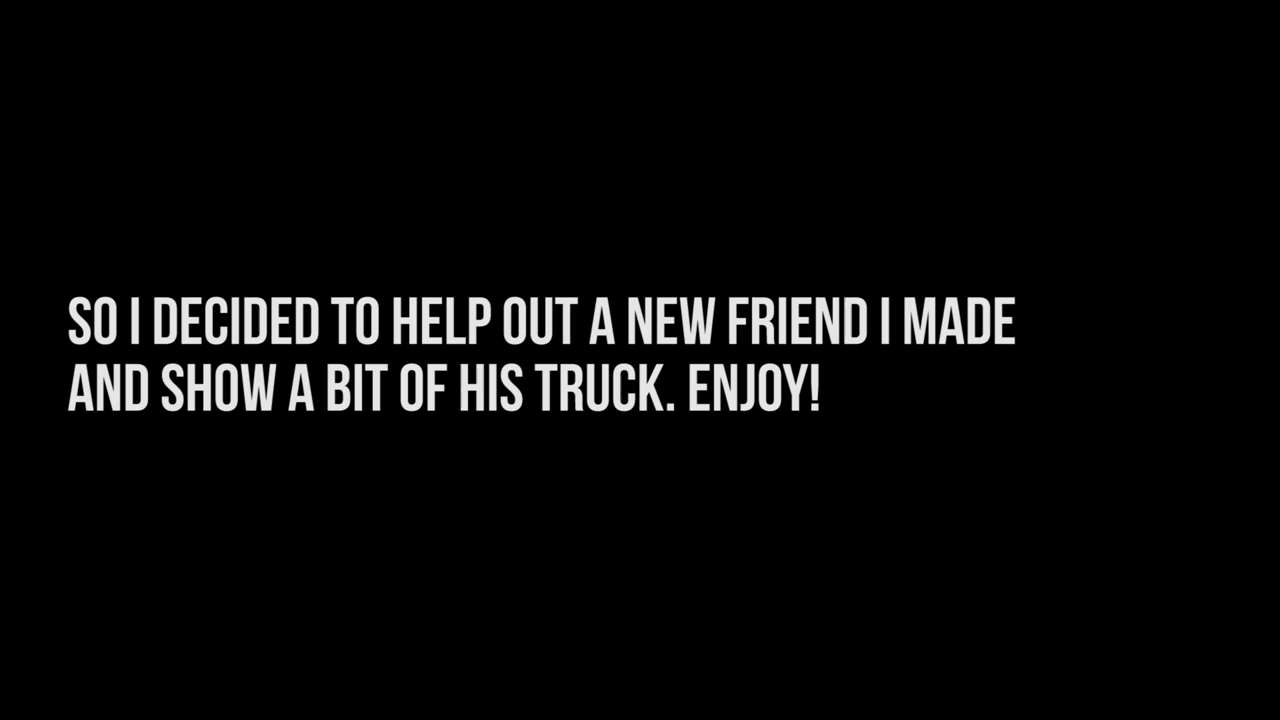 SO I DECIDED TO HELP OUT A NEW FRIEND I MADE
AND SHOW A BIT OF HIS TRUCK. ENJOY!